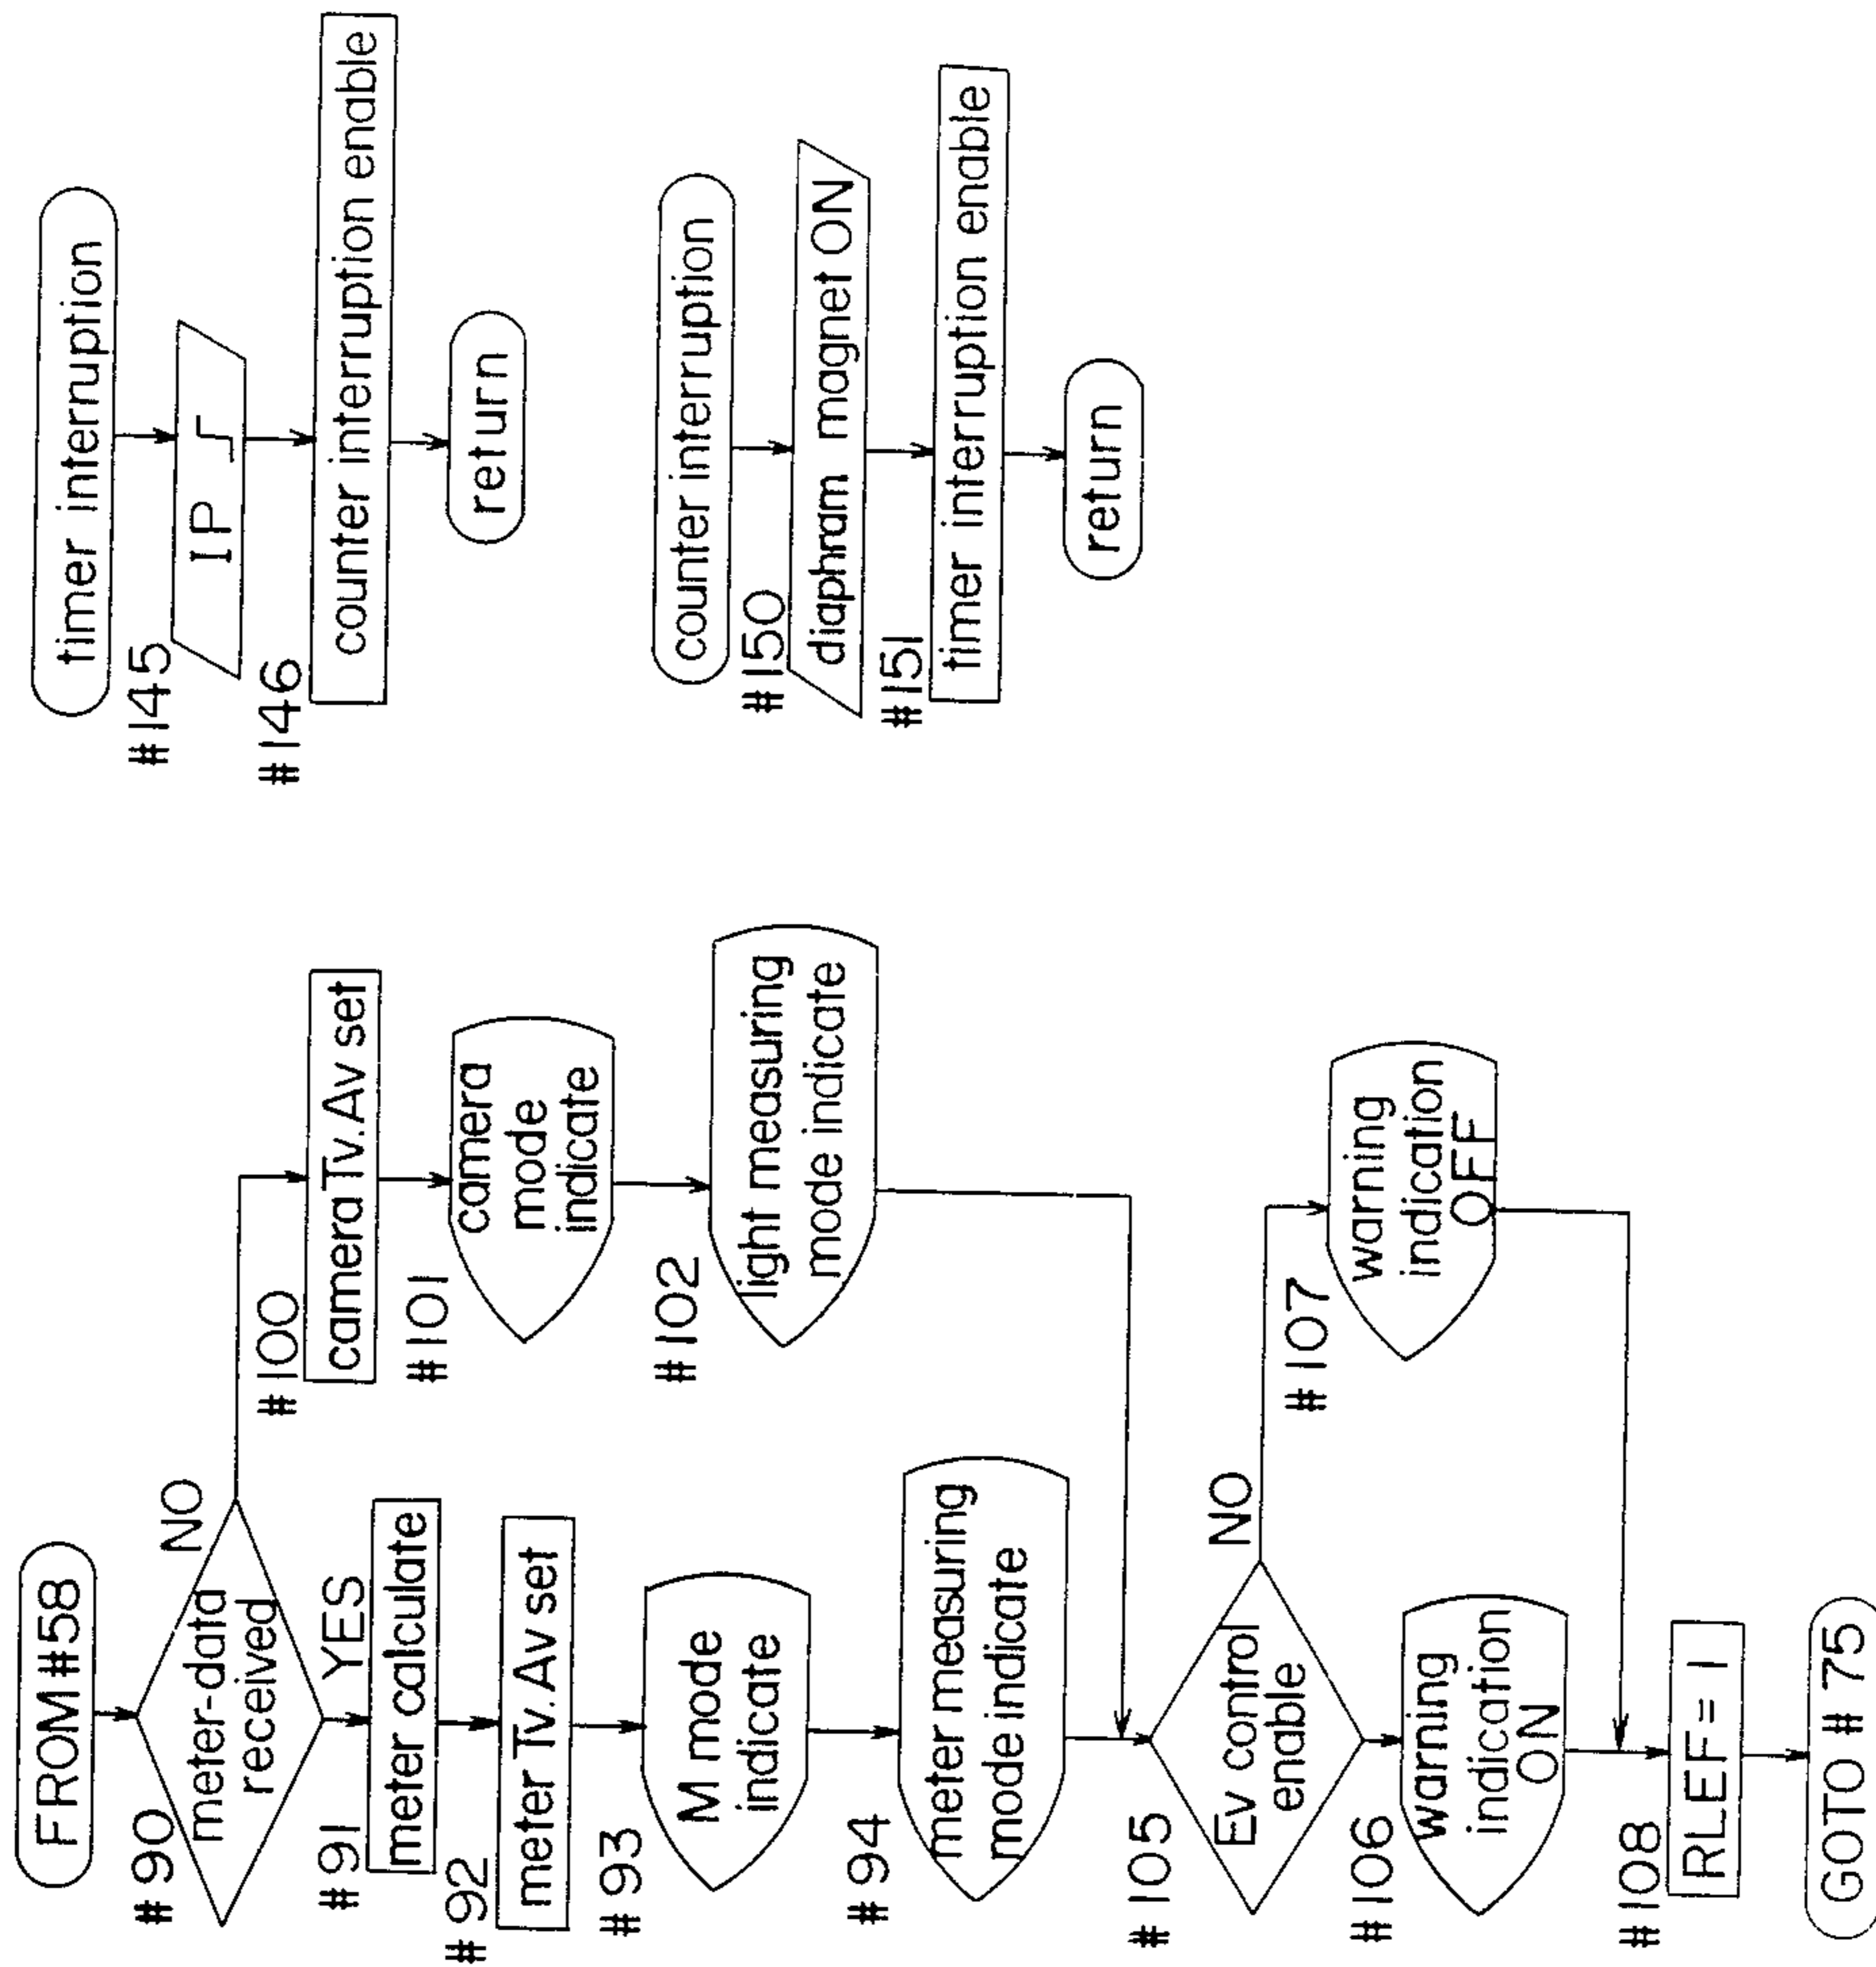 FROM #58
#90
meter-data
received
NO
YES
#91
meter calculate
#92
meter Tv.Av set
#93
M mode
indicate
#94
meter measuring
mode indicate
#100
camera Tv.Av set
#101
camera
mode
indicate
#102
light measuring
mode indicate
#105
Ev control
enable
NO
#106
warning
indication
ON
#107
warning
indication
OFF
#108
RLEF=1
GOTO #75
timer interruption
#145
IP
#146
counter interruption enable
return
counter interruption
#150
diaphram magnet ON
#151
timer interruption enable
return